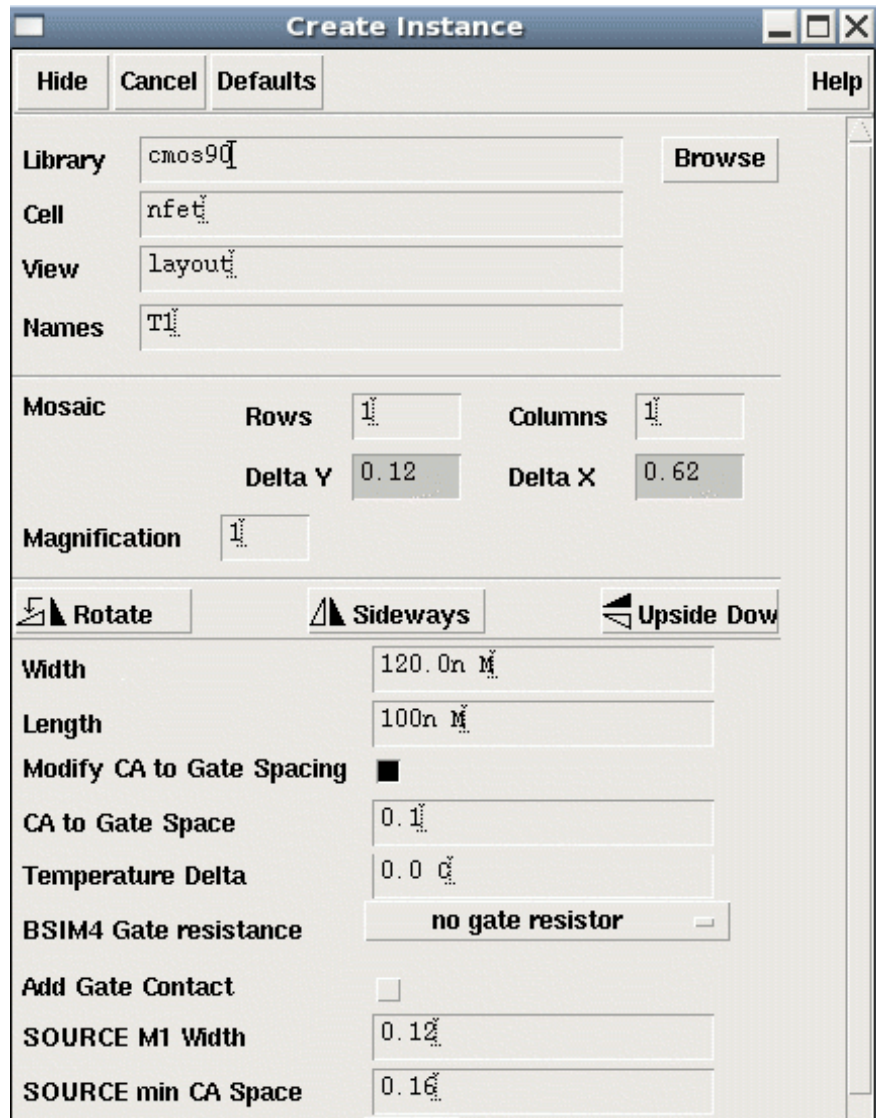 Create Instance
Hide Cancel Defaults Help
Library cmos90 Browse
Cell nfet
View layout
Names T1
Mosaic Rows 1 Columns 1
Delta Y 0.12 Delta X 0.62
Magnification 1
Rotate Sideways Upside Dow
Width 120.0n M
Length 100n M
Modify CA to Gate Spacing
CA to Gate Space 0.1
Temperature Delta 0.0 C
BSIM4 Gate resistance no gate resistor
Add Gate Contact
SOURCE M1 Width 0.12
SOURCE min CA Space 0.16